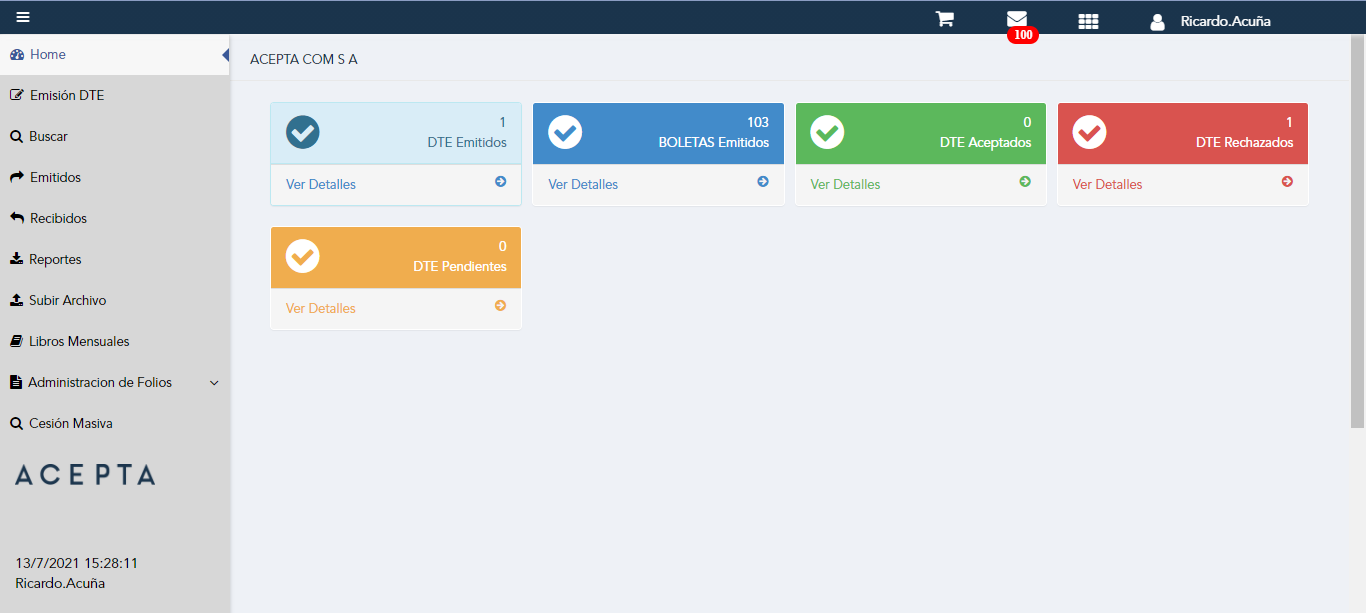 Ricardo.Acuña
100
Home
Emisión DTE
Buscar
Emitidos
Recibidos
Reportes
Subir Archivo
Libros Mensuales
Administracion de Folios
Cesión Masiva
ACEPTA
13/7/2021 15:28:11
Ricardo.Acuña
ACEPTA COM S A
1
DTE Emitidos
Ver Detalles
103
BOLETAS Emitidos
Ver Detalles
0
DTE Aceptados
Ver Detalles
1
DTE Rechazados
Ver Detalles
0
DTE Pendientes
Ver Detalles